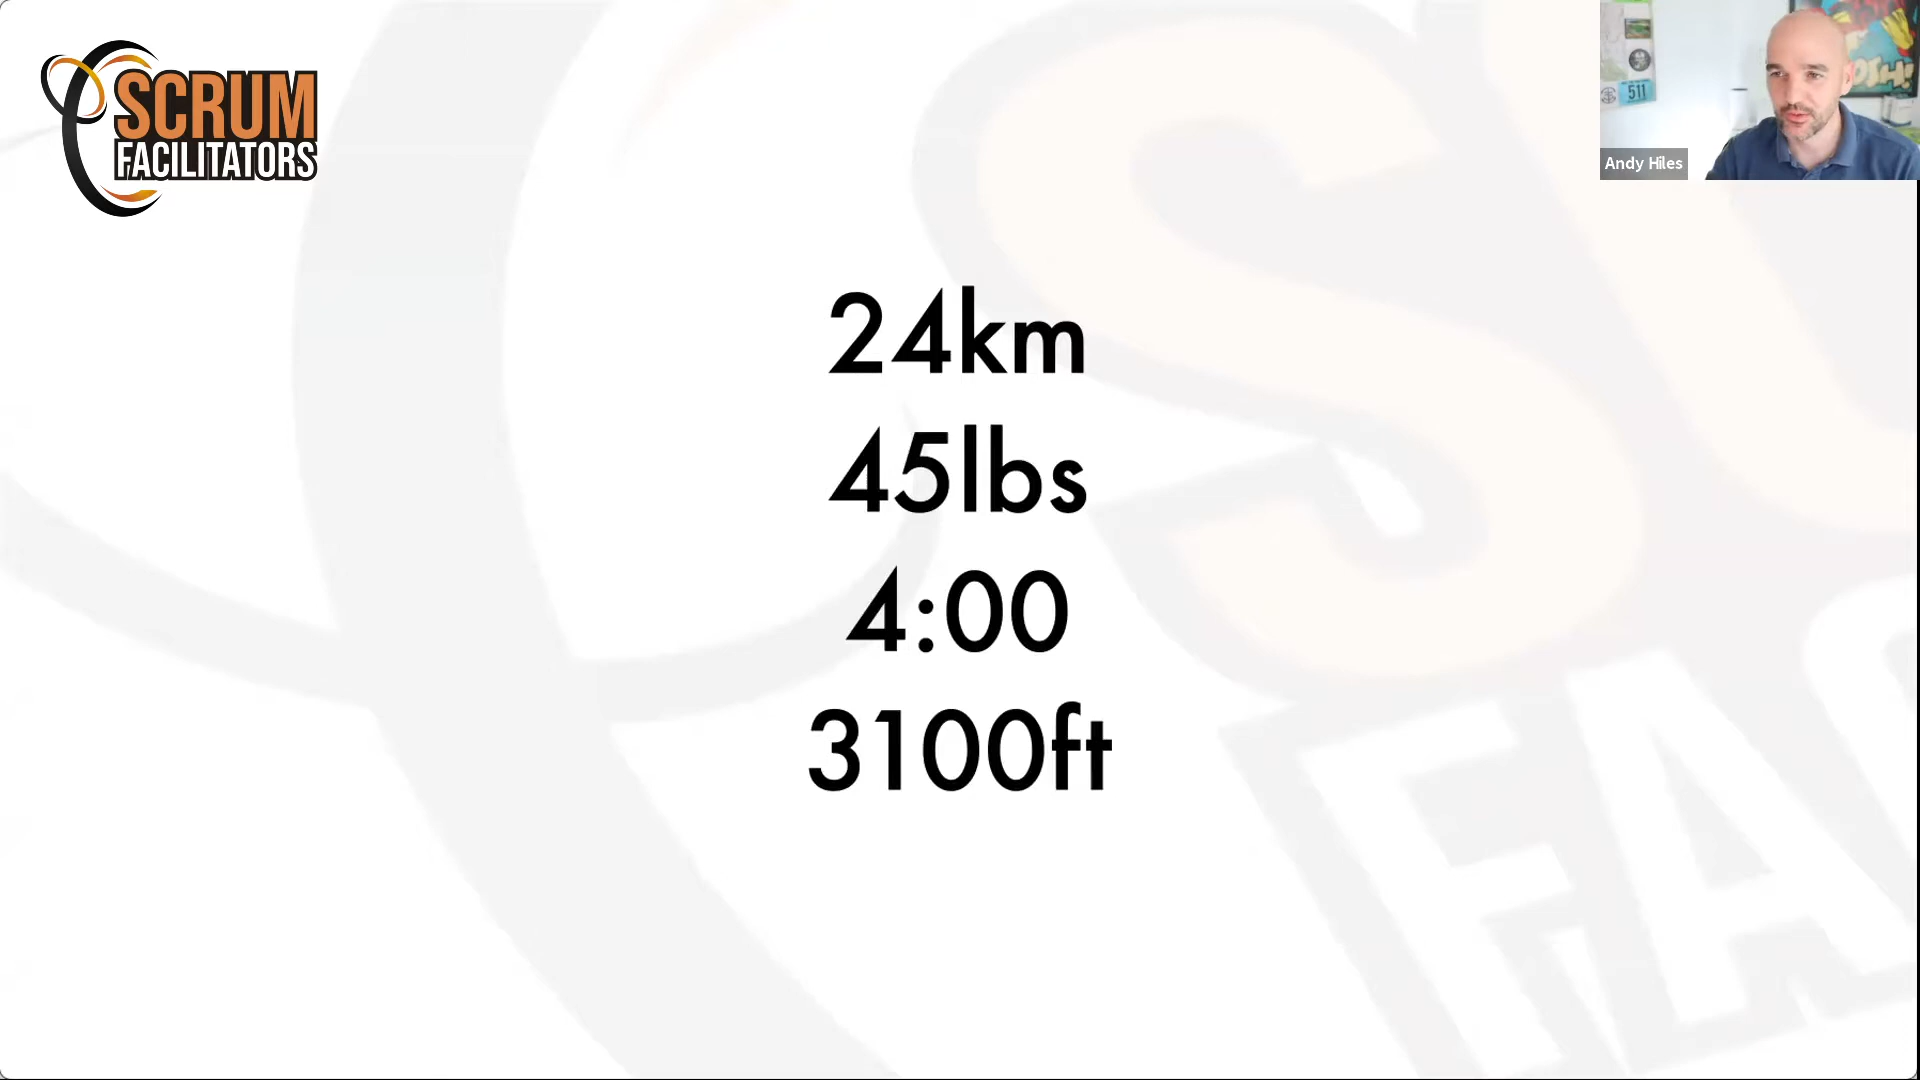 SCRUM
FACILITATORS
24km
45lbs
4:00
3100ft
Andy Hiles
511